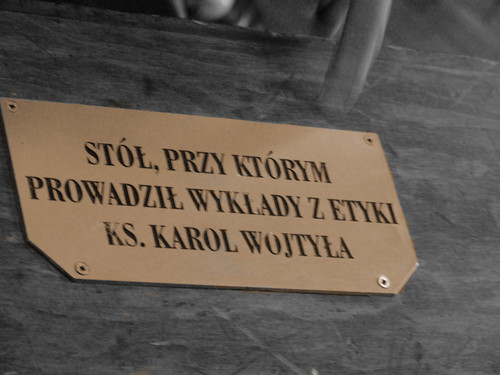 STÓŁ, PRZY KTÓRYM
PROWADZIŁ WYKŁADY Z ETYKI
KS. KAROL WOJTYŁA